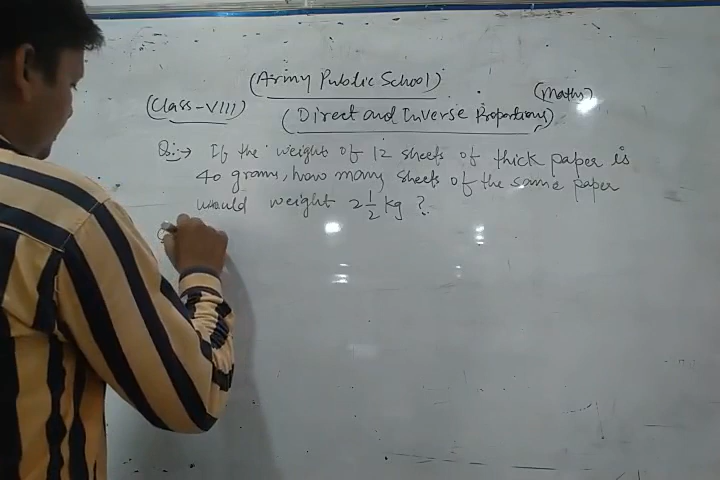 (Army Public School)
(Class-VIII)
(Maths)
(Direct and Inverse Proportions)
Q:-→ If the weight of 12 sheets of thick paper is
40 grams, how many sheets of the same paper
would weight 2 1/2 kg ?